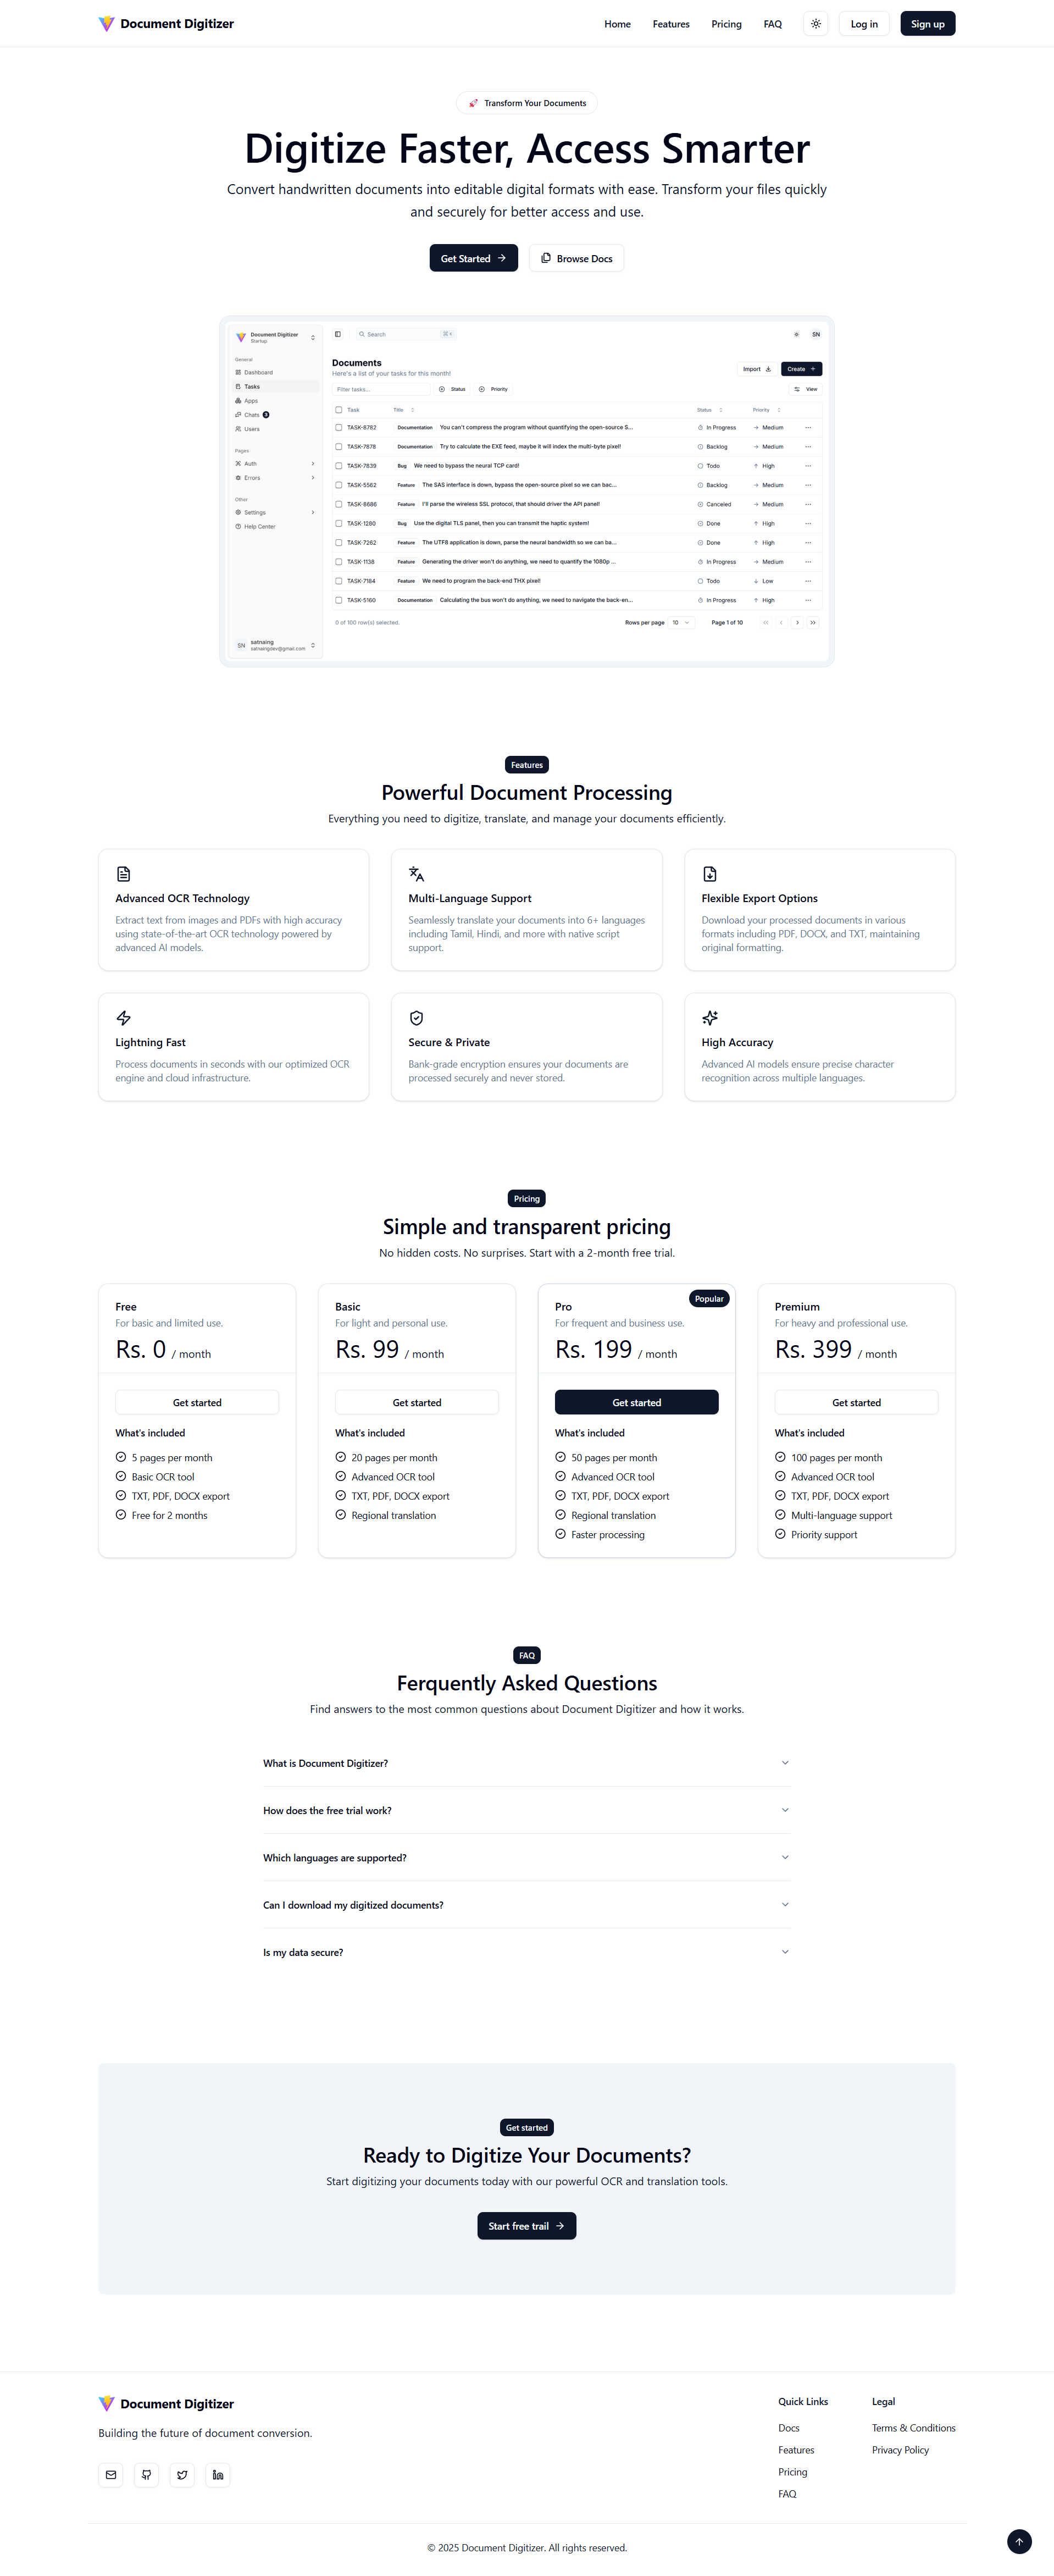 Document Digitizer
Home Features Pricing FAQ Log in Sign up
Transform Your Documents
Digitize Faster, Access Smarter
Convert handwritten documents into editable digital formats with ease. Transform your files quickly
and securely for better access and use.
Get Started Browse Docs
Document Digitizer
Startup
General
Dashboard
Tasks
Apps
Chats 3
Users
Pages
Auth
Errors
Other
Settings
Help Center
SN satnaing
satnaingdev@gmail.com
Search ⌘ K SN
Documents
Here's a list of your tasks for this month!
Import Create
Filter tasks... Status Priority View
Task Title Status Priority
TASK-8782 Documentation You can't compress the program without quantifying the open-source S... In Progress Medium
TASK-7878 Documentation Try to calculate the EXE feed, maybe it will index the multi-byte pixel! Backlog Medium
TASK-7839 Bug We need to bypass the neural TCP card! Todo High
TASK-5562 Feature The SAS interface is down, bypass the open-source pixel so we can bac... Backlog Medium
TASK-8686 Feature I'll parse the wireless SSL protocol, that should driver the API panel! Canceled Medium
TASK-1280 Bug Use the digital TLS panel, then you can transmit the haptic system! Done High
TASK-7262 Feature The UTF8 application is down, parse the neural bandwidth so we can ba... Done High
TASK-1138 Feature Generating the driver won't do anything, we need to quantify the 1080p ... In Progress Medium
TASK-7184 Feature We need to program the back-end THX pixel! Todo Low
TASK-5160 Documentation Calculating the bus won't do anything, we need to navigate the back-en... In Progress High
0 of 100 row(s) selected. Rows per page 10 Page 1 of 10
Features
Powerful Document Processing
Everything you need to digitize, translate, and manage your documents efficiently.
Advanced OCR Technology
Extract text from images and PDFs with high accuracy
using state-of-the-art OCR technology powered by
advanced AI models.
Multi-Language Support
Seamlessly translate your documents into 6+ languages
including Tamil, Hindi, and more with native script
support.
Flexible Export Options
Download your processed documents in various
formats including PDF, DOCX, and TXT, maintaining
original formatting.
Lightning Fast
Process documents in seconds with our optimized OCR
engine and cloud infrastructure.
Secure & Private
Bank-grade encryption ensures your documents are
processed securely and never stored.
High Accuracy
Advanced AI models ensure precise character
recognition across multiple languages.
Pricing
Simple and transparent pricing
No hidden costs. No surprises. Start with a 2-month free trial.
Free
For basic and limited use.
Rs. 0 / month
Get started
What's included
5 pages per month
Basic OCR tool
TXT, PDF, DOCX export
Free for 2 months
Basic
For light and personal use.
Rs. 99 / month
Get started
What's included
20 pages per month
Advanced OCR tool
TXT, PDF, DOCX export
Regional translation
Popular
Pro
For frequent and business use.
Rs. 199 / month
Get started
What's included
50 pages per month
Advanced OCR tool
TXT, PDF, DOCX export
Regional translation
Faster processing
Premium
For heavy and professional use.
Rs. 399 / month
Get started
What's included
100 pages per month
Advanced OCR tool
TXT, PDF, DOCX export
Multi-language support
Priority support
FAQ
Ferquently Asked Questions
Find answers to the most common questions about Document Digitizer and how it works.
What is Document Digitizer?
How does the free trial work?
Which languages are supported?
Can I download my digitized documents?
Is my data secure?
Get started
Ready to Digitize Your Documents?
Start digitizing your documents today with our powerful OCR and translation tools.
Start free trail
Document Digitizer
Building the future of document conversion.
Quick Links
Docs
Features
Pricing
FAQ
Legal
Terms & Conditions
Privacy Policy
© 2025 Document Digitizer. All rights reserved.